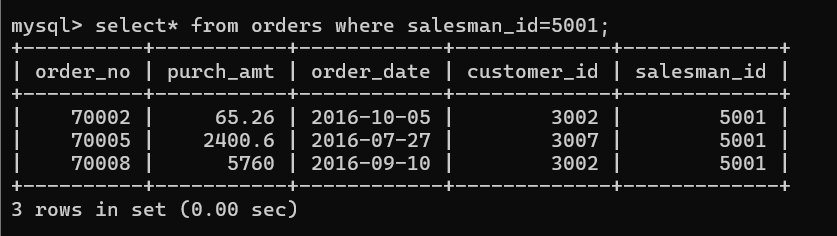 mysql> select* from orders where salesman_id=5001;
+----------+-----------+------------+-------------+-------------+
| order_no | purch_amt | order_date | customer_id | salesman_id |
+----------+-----------+------------+-------------+-------------+
|    70002 |     65.26 | 2016-10-05 |        3002 |        5001 |
|    70005 |    2400.6 | 2016-07-27 |        3007 |        5001 |
|    70008 |      5760 | 2016-09-10 |        3002 |        5001 |
+----------+-----------+------------+-------------+-------------+
3 rows in set (0.00 sec)